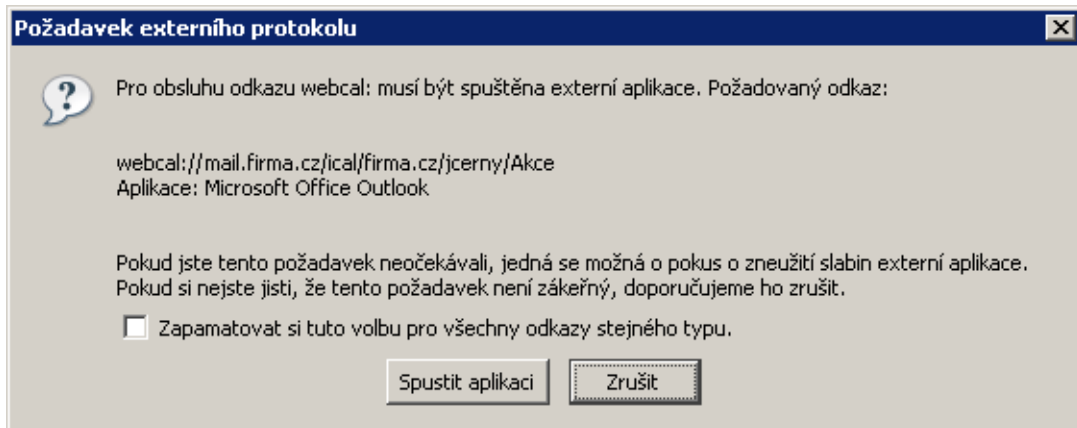 Požadavek externího protokolu
Pro obsluhu odkazu webcal: musí být spuštěna externí aplikace. Požadovaný odkaz:
webcal://mail.firma.cz/ical/firma.cz/jcerny/Akce
Aplikace: Microsoft Office Outlook
Pokud jste tento požadavek neočekávali, jedná se možná o pokus o zneužití slabin externí aplikace.
Pokud si nejste jisti, že tento požadavek není zákeřný, doporučujeme ho zrušit.
Zapamatovat si tuto volbu pro všechny odkazy stejného typu.
Spustit aplikaci Zrušit